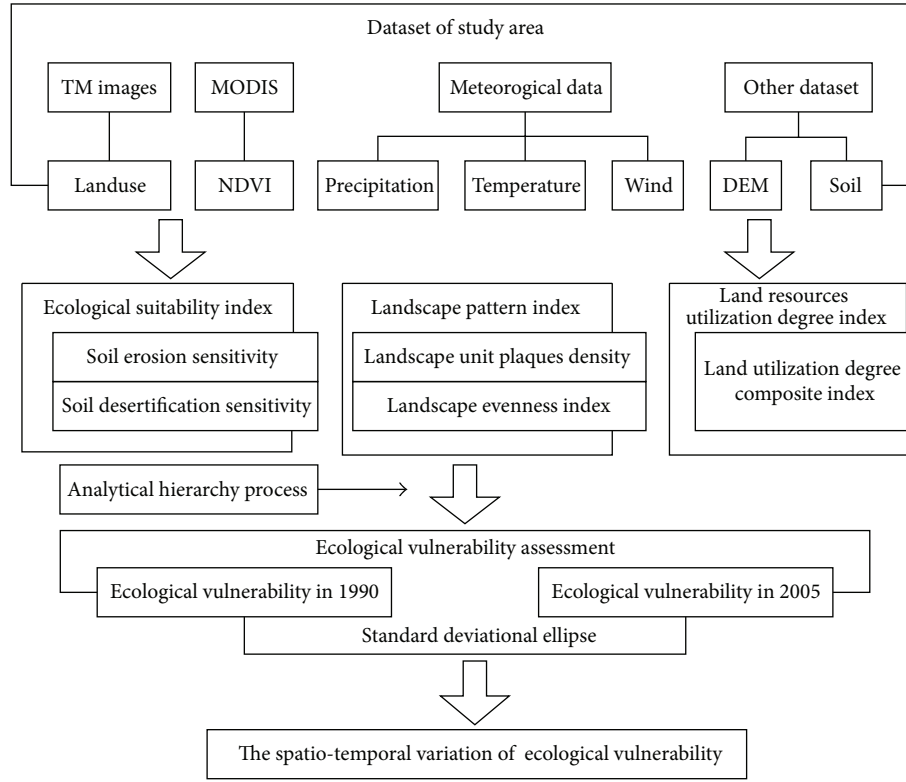 Dataset of study area
TM images
MODIS
Meteorogical data
Other dataset
Landuse
NDVI
Precipitation
Temperature
Wind
DEM
Soil
Ecological suitability index
Soil erosion sensitivity
Soil desertification sensitivity
Landscape pattern index
Landscape unit plaques density
Landscape evenness index
Land resources
utilization degree index
Land utilization degree
composite index
Analytical hierarchy process
Ecological vulnerability assessment
Ecological vulnerability in 1990
Ecological vulnerability in 2005
Standard deviational ellipse
The spatio-temporal variation of ecological vulnerability